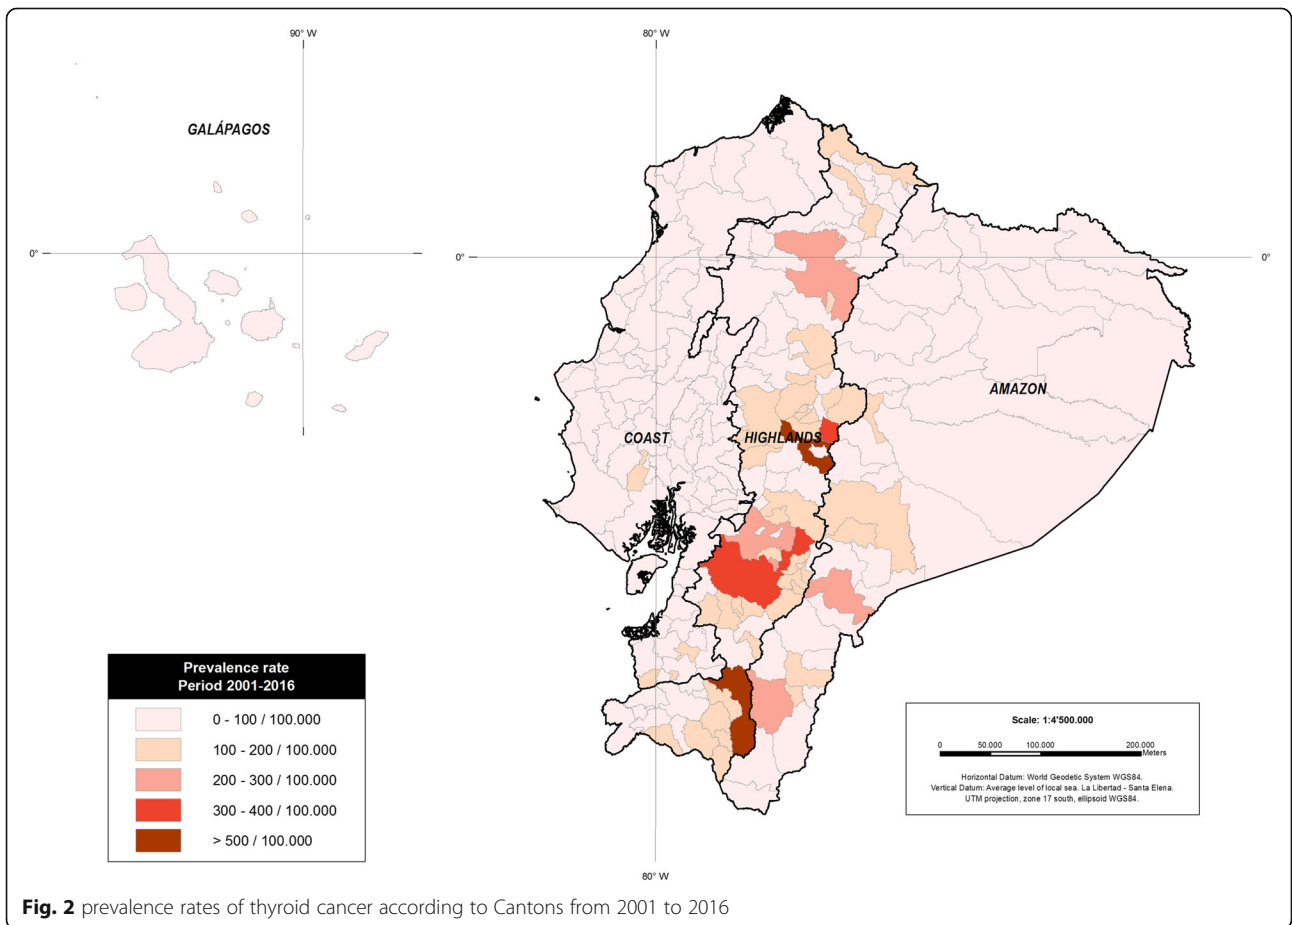 90° W
80° W
GALÁPAGOS
0°
0°
0°
AMAZON
COAST
HIGHLANDS
Prevalence rate
Period 2001-2016
0 - 100 / 100.000
100 - 200 / 100.000
200 - 300 / 100.000
300 - 400 / 100.000
> 500 / 100.000
Scale: 1:4'500.000
0 50.000 100.000 200.000
Meters
Horizontal Datum: World Geodetic System WGS84.
Vertical Datum: Average level of local sea. La Libertad - Santa Elena.
UTM projection, zone 17 south, ellipsoid WGS84.
80° W
Fig. 2 prevalence rates of thyroid cancer according to Cantons from 2001 to 2016